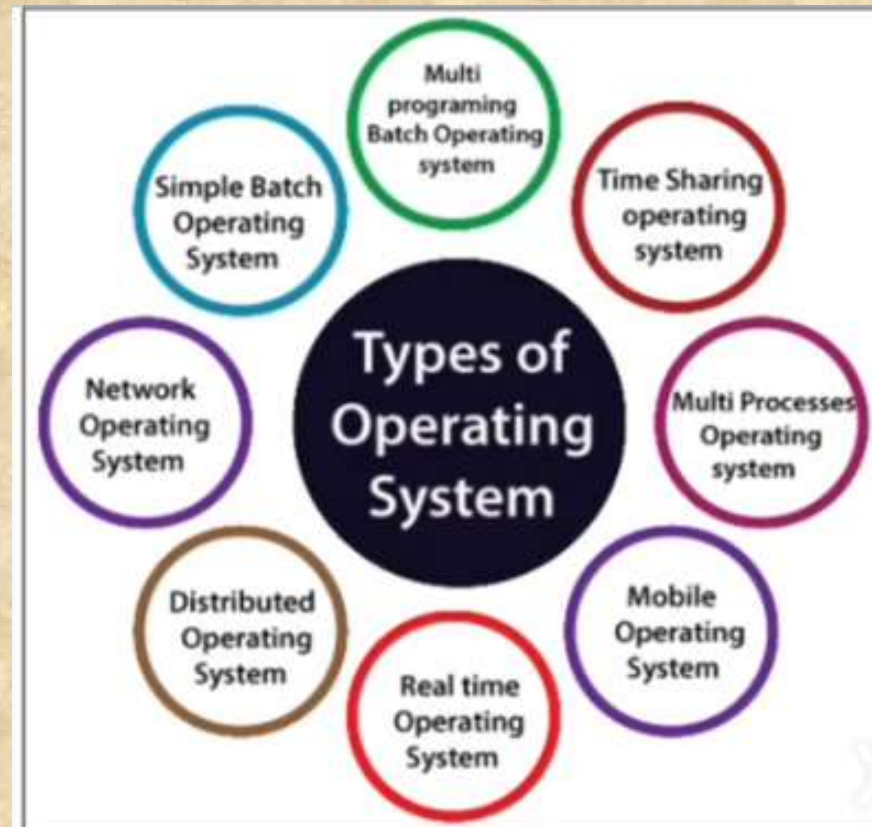 Multi
programing
Batch Operating
system
Simple Batch
Operating
System
Time Sharing
operating
system
Types of
Operating
System
Network
Operating
System
Multi Processes
Operating
system
Distributed
Operating
System
Mobile
Operating
System
Real time
Operating
System